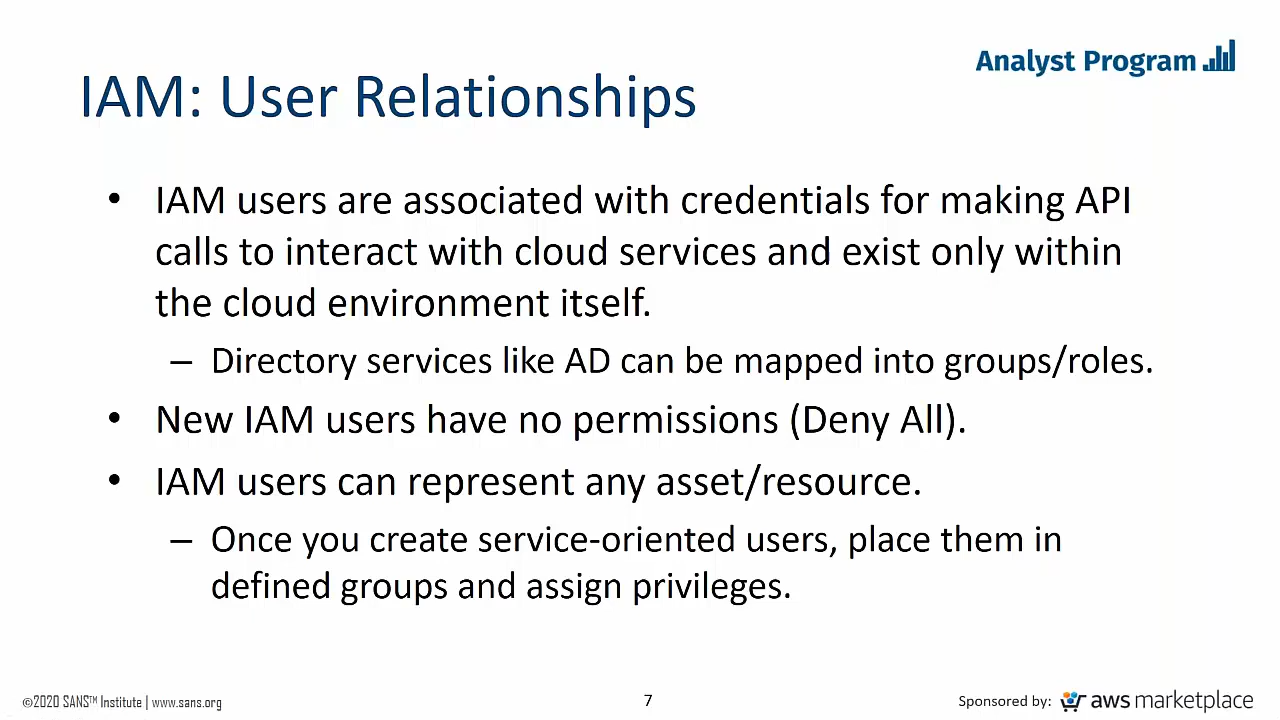 Analyst Program
IAM: User Relationships
• IAM users are associated with credentials for making API
calls to interact with cloud services and exist only within
the cloud environment itself.
– Directory services like AD can be mapped into groups/roles.
• New IAM users have no permissions (Deny All).
• IAM users can represent any asset/resource.
– Once you create service-oriented users, place them in
defined groups and assign privileges.
©2020 SANS™ Institute | www.sans.org
7
Sponsored by: aws marketplace